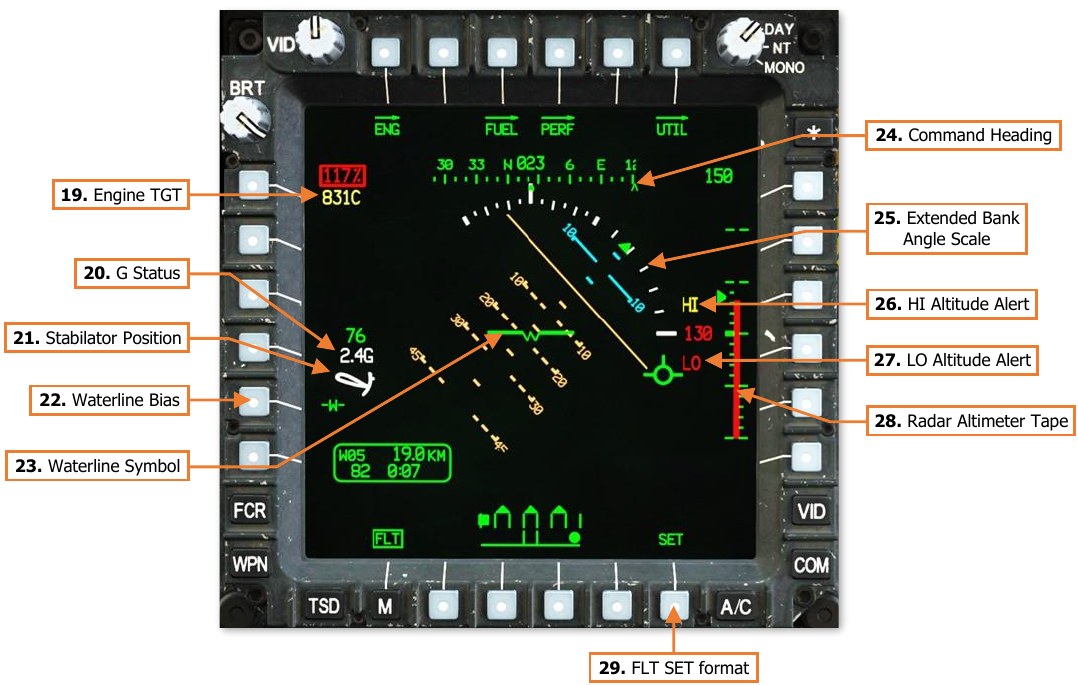 VID
DAY
NT
MONO
BRT
ENG FUEL PERF UTIL
*
24. Command Heading
30 33 N 023 6 E 12
117%
831C
150
19. Engine TGT
25. Extended Bank
Angle Scale
10
20. G Status
10
10
HI
26. HI Altitude Alert
20
30
21. Stabilator Position
76
130
2.4G
45
10
LO
27. LO Altitude Alert
20
22. Waterline Bias
-W-
30
28. Radar Altimeter Tape
45
23. Waterline Symbol
W05 19.0KM
82 0:07
FCR
VID
FLT
SET
WPN
COM
TSD
M
A/C
29. FLT SET format